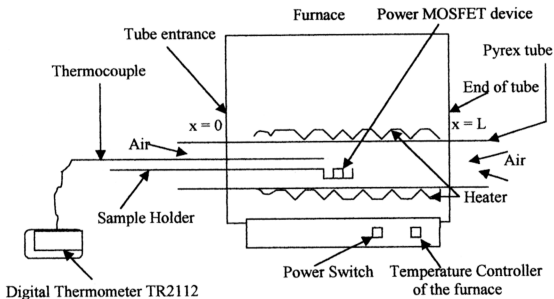 Furnace
Power MOSFET device
Tube entrance
Pyrex tube
Thermocouple
End of tube
x = 0
x = L
Air
Air
Heater
Sample Holder
Power Switch
Temperature Controller
of the furnace
Digital Thermometer TR2112